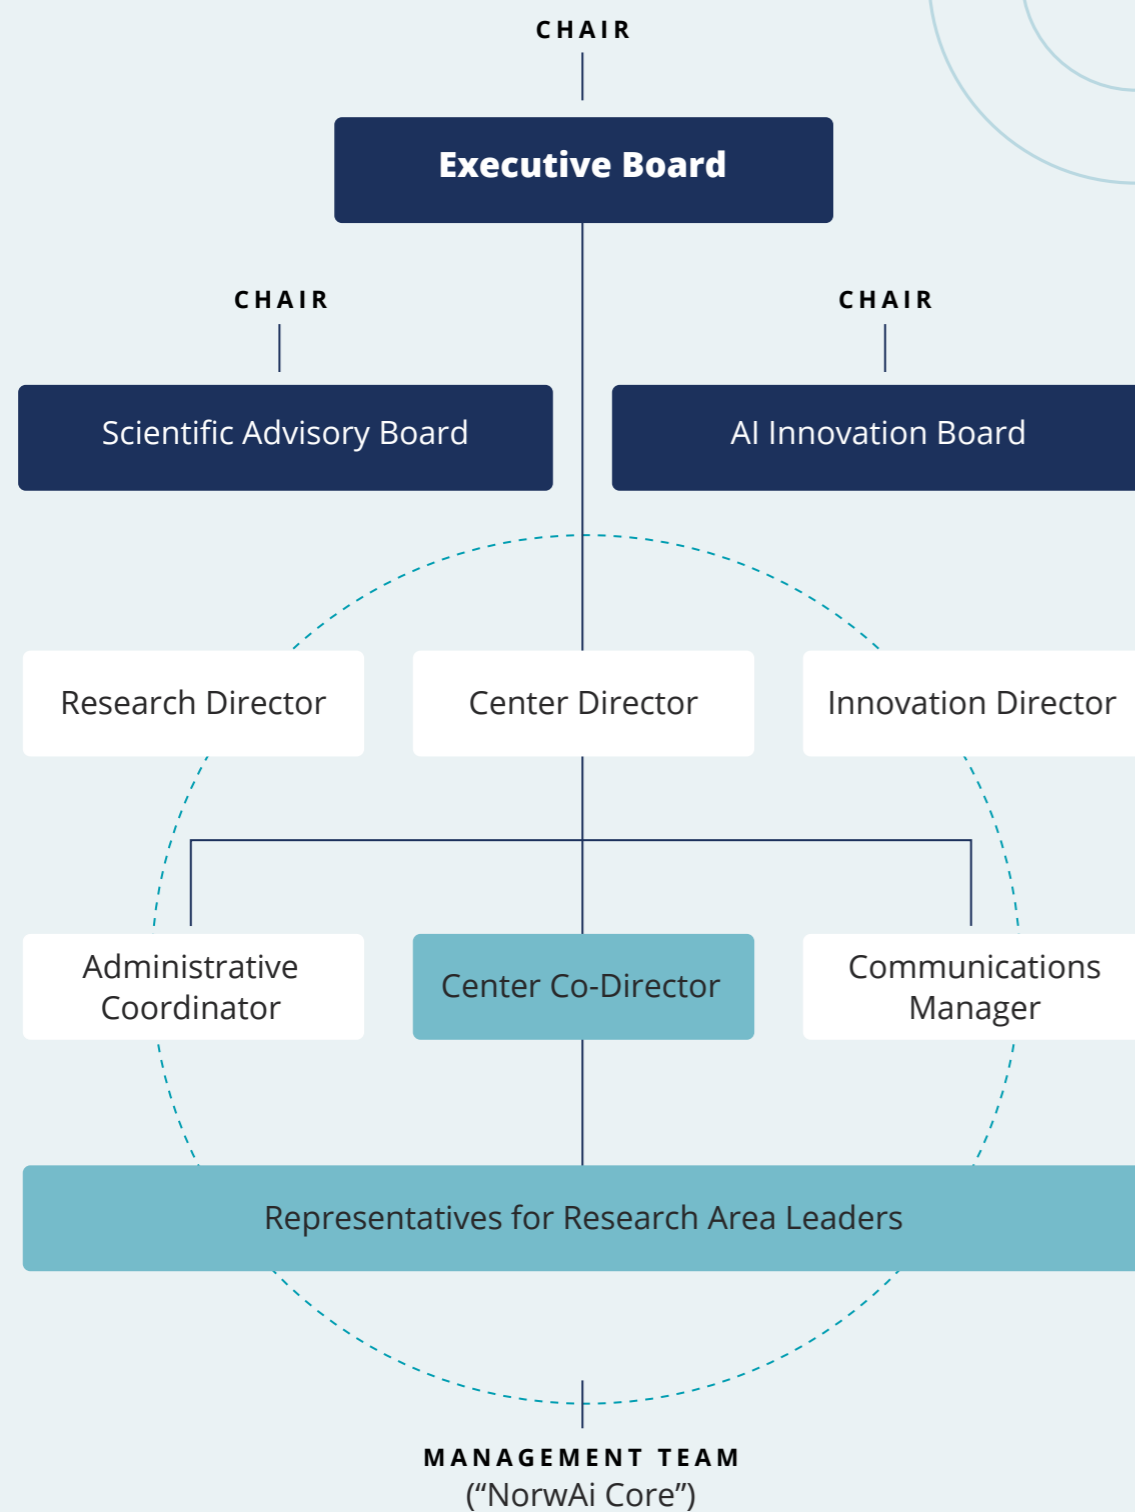 CHAIR
Executive Board
CHAIR
CHAIR
Scientific Advisory Board
AI Innovation Board
Research Director
Center Director
Innovation Director
Administrative
Coordinator
Center Co-Director
Communications
Manager
Representatives for Research Area Leaders
MANAGEMENT TEAM
(“NorwAi Core”)